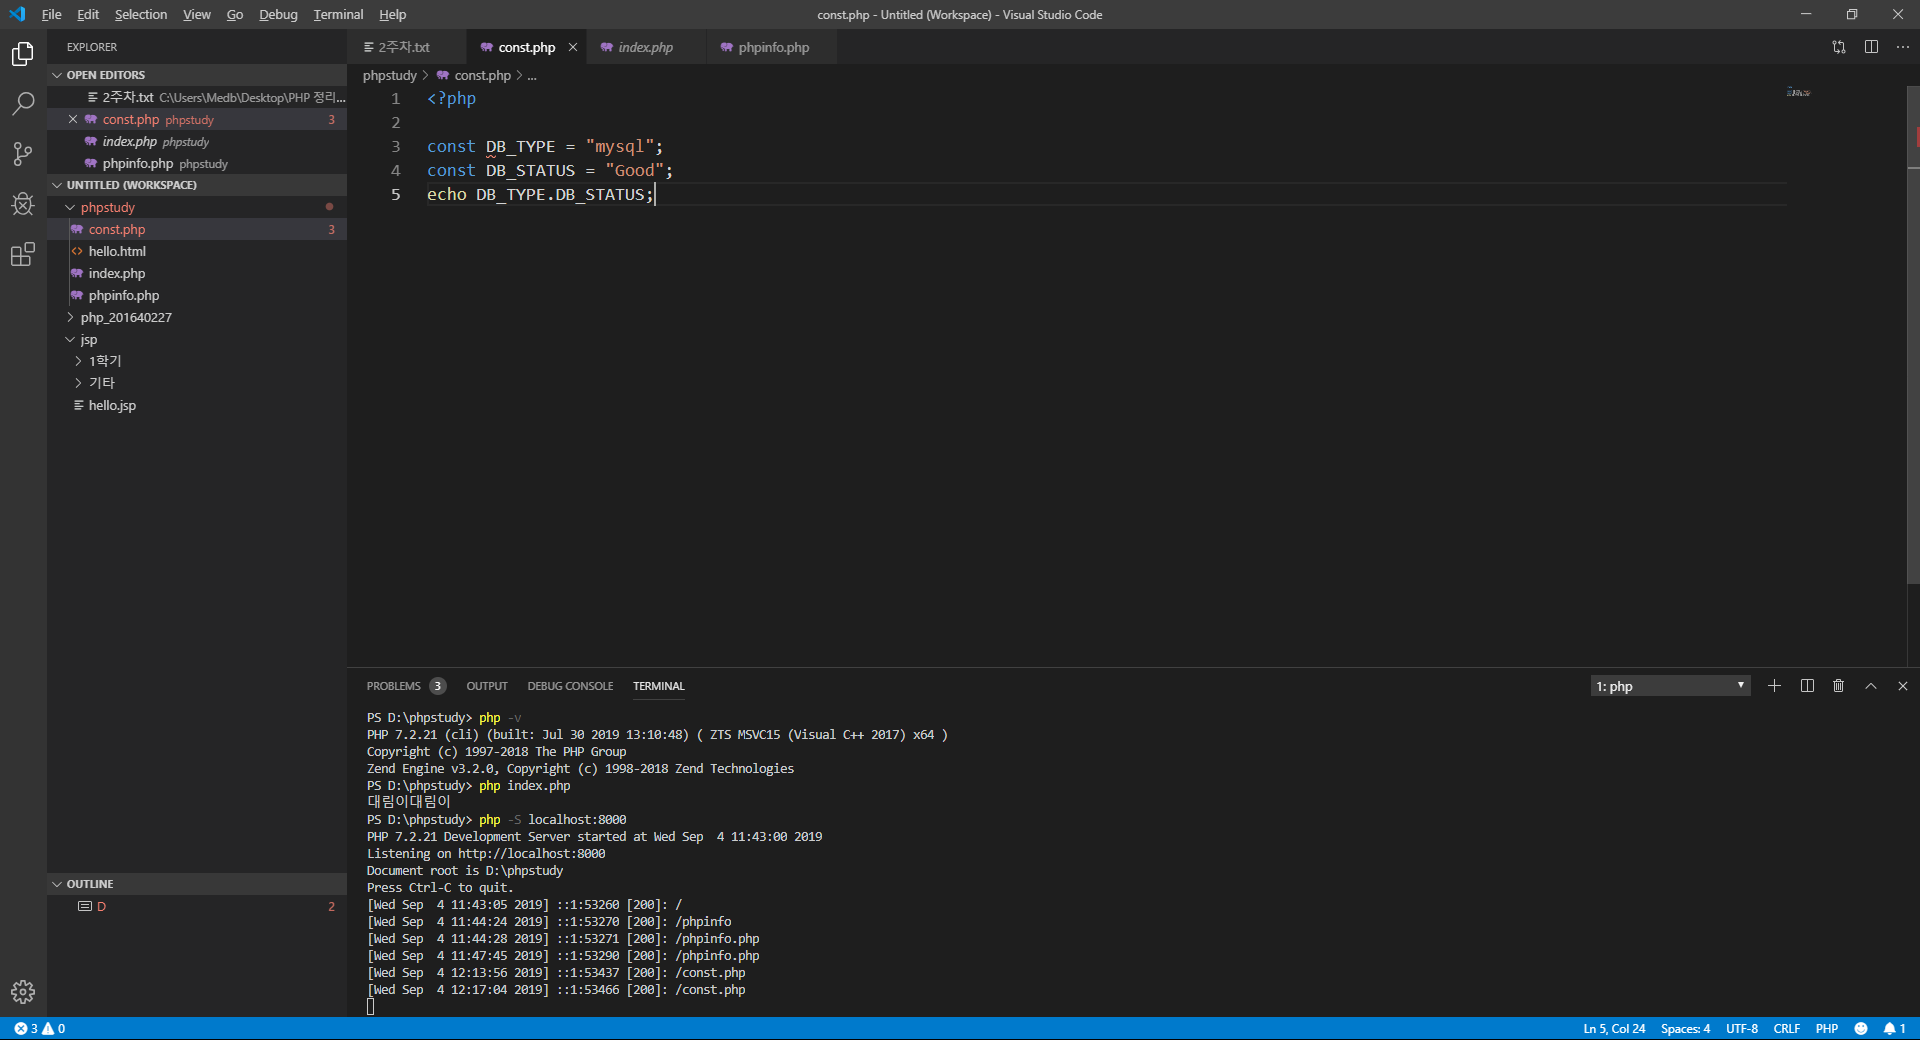 File Edit Selection View Go Debug Terminal Help
const.php - Untitled (Workspace) - Visual Studio Code
EXPLORER
OPEN EDITORS
2주차.txt C:\Users\Medb\Desktop\PHP 정리...
const.php phpstudy 3
index.php phpstudy
phpinfo.php phpstudy
UNTITLED (WORKSPACE)
phpstudy
const.php 3
hello.html
index.php
phpinfo.php
php_201640227
jsp
1학기
기타
hello.jsp
OUTLINE
D 2
2주차.txt const.php index.php phpinfo.php
phpstudy > const.php > ...
1 <?php
2
3 const DB_TYPE = "mysql";
4 const DB_STATUS = "Good";
5 echo DB_TYPE.DB_STATUS;
PROBLEMS 3 OUTPUT DEBUG CONSOLE TERMINAL 1: php
PS D:\phpstudy> php -v
PHP 7.2.21 (cli) (built: Jul 30 2019 13:10:48) ( ZTS MSVC15 (Visual C++ 2017) x64 )
Copyright (c) 1997-2018 The PHP Group
Zend Engine v3.2.0, Copyright (c) 1998-2018 Zend Technologies
PS D:\phpstudy> php index.php
대림이대림이
PS D:\phpstudy> php -S localhost:8000
PHP 7.2.21 Development Server started at Wed Sep  4 11:43:00 2019
Listening on http://localhost:8000
Document root is D:\phpstudy
Press Ctrl-C to quit.
[Wed Sep  4 11:43:05 2019] ::1:53260 [200]: /
[Wed Sep  4 11:44:24 2019] ::1:53270 [200]: /phpinfo
[Wed Sep  4 11:44:28 2019] ::1:53271 [200]: /phpinfo.php
[Wed Sep  4 11:47:45 2019] ::1:53290 [200]: /phpinfo.php
[Wed Sep  4 12:13:56 2019] ::1:53437 [200]: /const.php
[Wed Sep  4 12:17:04 2019] ::1:53466 [200]: /const.php
3 0 Ln 5, Col 24 Spaces: 4 UTF-8 CRLF PHP 1